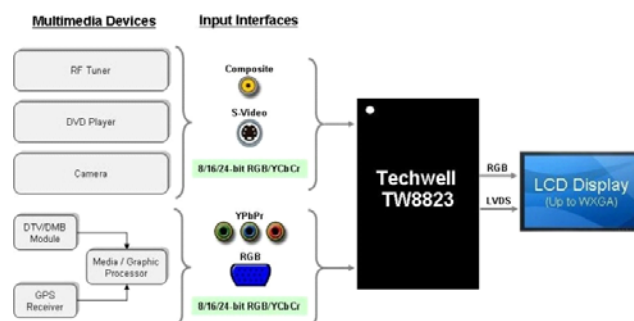 Multimedia Devices
Input Interfaces
RF Tuner
DVD Player
Camera
Composite
S-Video
8/16/24-bit RGB/YCbCr
DTV/DMB
Module
Media / Graphic
Processor
GPS
Receiver
YPbPr
RGB
8/16/24-bit RGB/YCbCr
Techwell
TW8823
RGB
LVDS
LCD Display
(Up to WXGA)